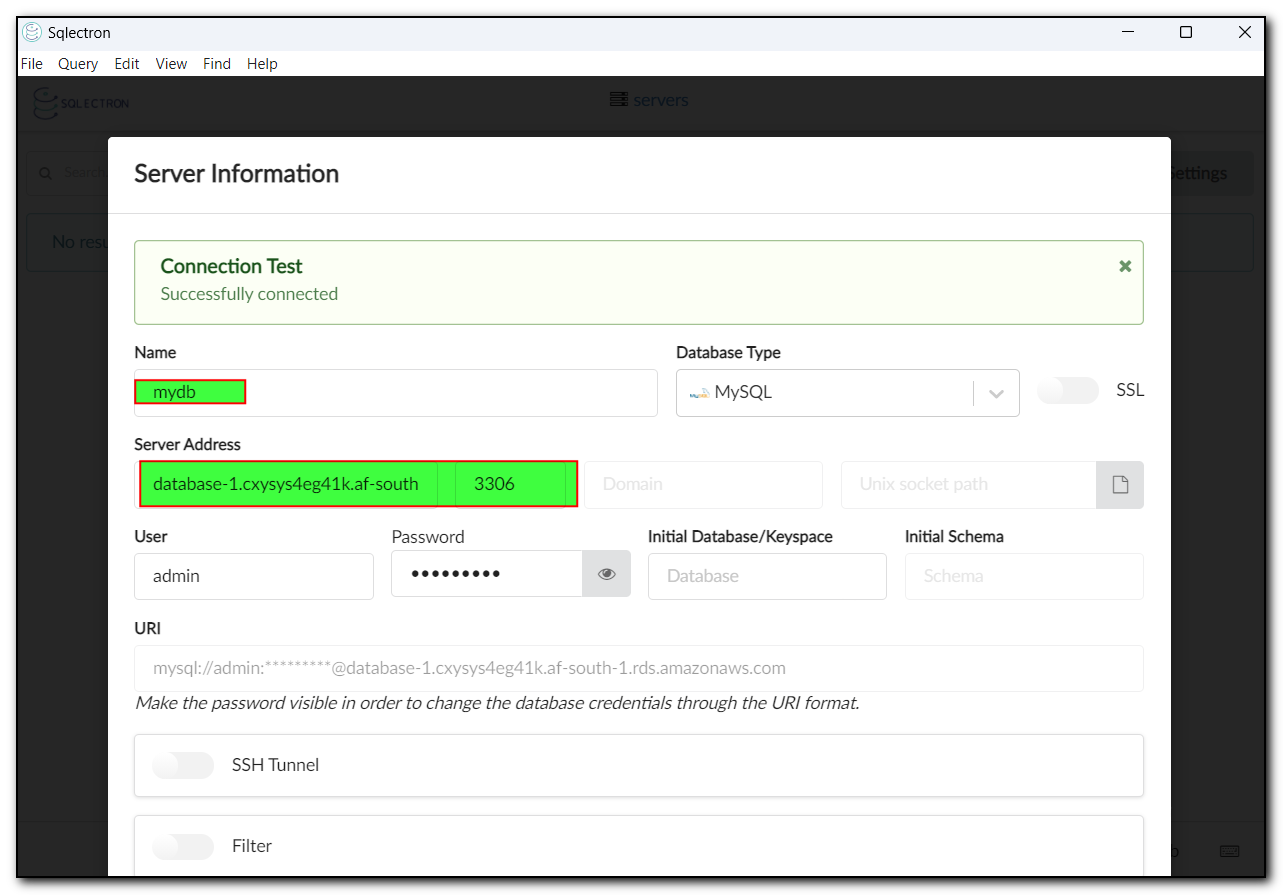 Sqlectron
File Query Edit View Find Help
SQLECTRON
servers
Search
Settings
Server Information
No resu
Connection Test
Successfully connected
Name
Database Type
mydb
MySQL
SSL
Server Address
database-1.cxysys4eg41k.af-south 3306 Domain Unix socket path
User Password Initial Database/Keyspace Initial Schema
admin ••••••••• Database Schema
URI
mysql://admin:*********@database-1.cxysys4eg41k.af-south-1.rds.amazonaws.com
Make the password visible in order to change the database credentials through the URI format.
SSH Tunnel
Filter